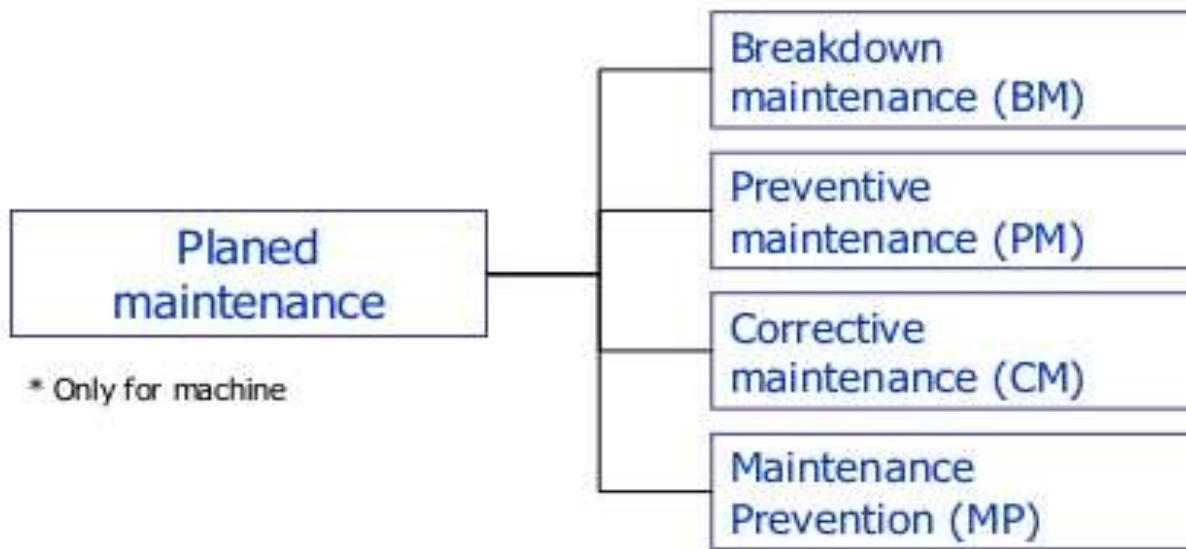 Planed
maintenance
* Only for machine
Breakdown
maintenance (BM)
Preventive
maintenance (PM)
Corrective
maintenance (CM)
Maintenance
Prevention (MP)